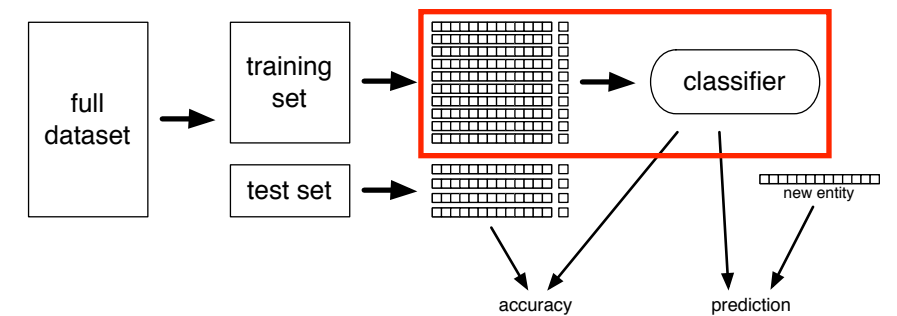 full
dataset
training
set
classifier
test set
new entity
accuracy
prediction